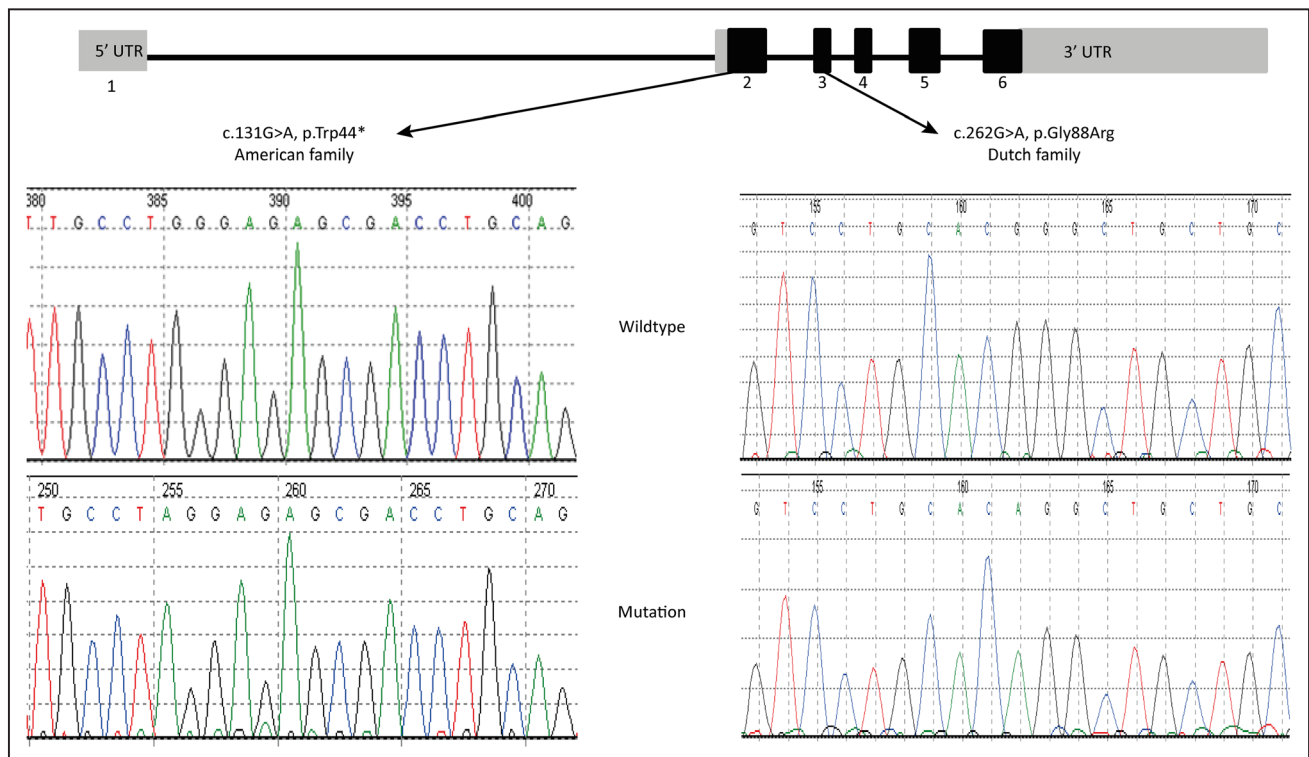 5' UTR
3' UTR
1
2
3
4
5
6
c.131G>A, p.Trp44*
American family
c.262G>A, p.Gly88Arg
Dutch family
380 385 390 395 400
T T G C C T G G G A G A G C G A C C T G C A G
155 160 165 170
G T C C T G C A C G G G C T G C T G C
Wildtype
250 255 260 265 270
T G C C T A G G A G A G C G A C C T G C A G
155 160 165 170
G T C C T G C A C A G G C T G C T G C
Mutation